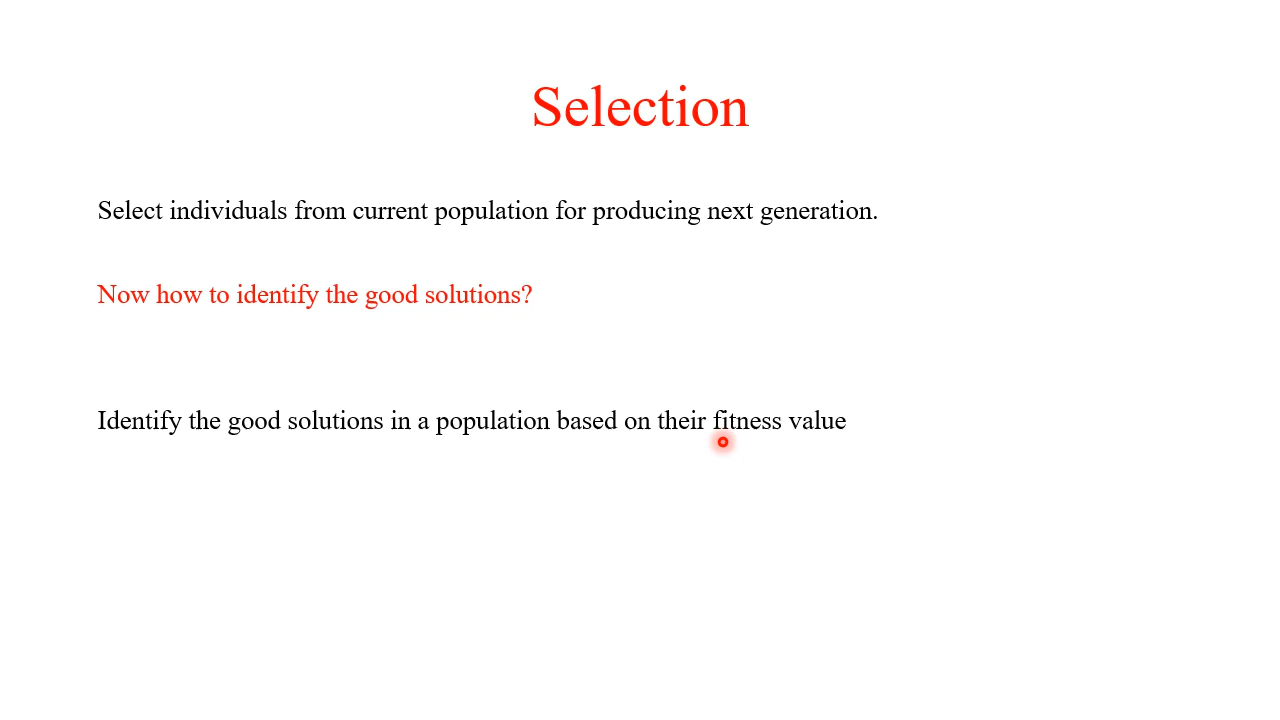 Selection
Select individuals from current population for producing next generation.
Now how to identify the good solutions?
Identify the good solutions in a population based on their fitness value